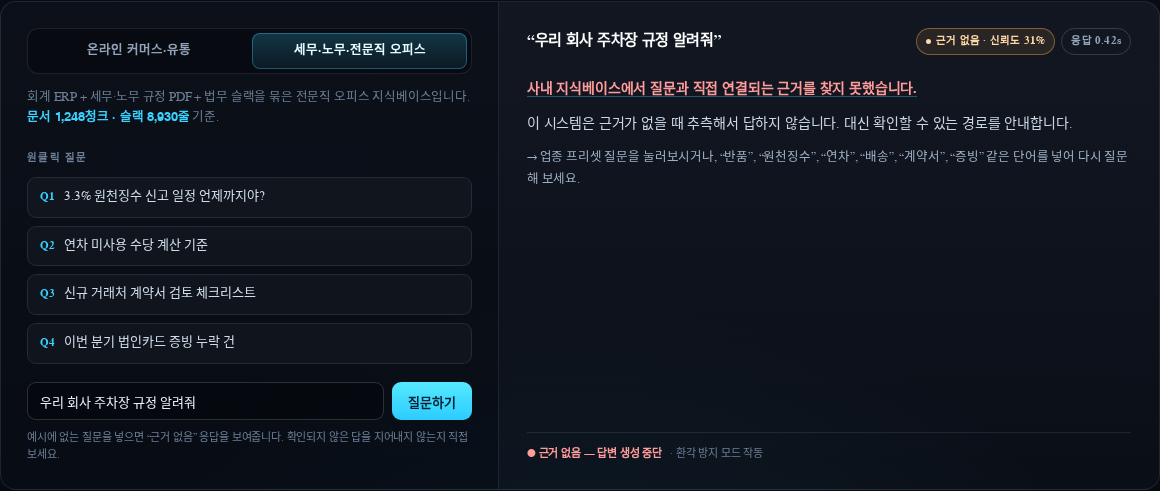 온라인 커머스·유통
세무·노무·전문직 오피스
회계 ERP + 세무·노무 규정 PDF + 법무 슬랙을 묶은 전문직 오피스 지식베이스입니다.
문서 1,248청크 · 슬랙 8,930줄 기준.
원클릭 질문
Q1 3.3% 원천징수 신고 일정 언제까지야?
Q2 연차 미사용 수당 계산 기준
Q3 신규 거래처 계약서 검토 체크리스트
Q4 이번 분기 법인카드 증빙 누락 건
우리 회사 주차장 규정 알려줘
질문하기
예시에 없는 질문을 넣으면 “근거 없음” 응답을 보여줍니다. 확인되지 않은 답을 지어내지 않는지 직접
보세요.
“우리 회사 주차장 규정 알려줘”
● 근거 없음 · 신뢰도 31%
응답 0.42s
사내 지식베이스에서 질문과 직접 연결되는 근거를 찾지 못했습니다.
이 시스템은 근거가 없을 때 추측해서 답하지 않습니다. 대신 확인할 수 있는 경로를 안내합니다.
→ 업종 프리셋 질문을 눌러보시거나, “반품”, “원천징수”, “연차”, “배송”, “계약서”, “증빙” 같은 단어를 넣어 다시 질문
해 보세요.
● 근거 없음 — 답변 생성 중단 · 환각 방지 모드 작동